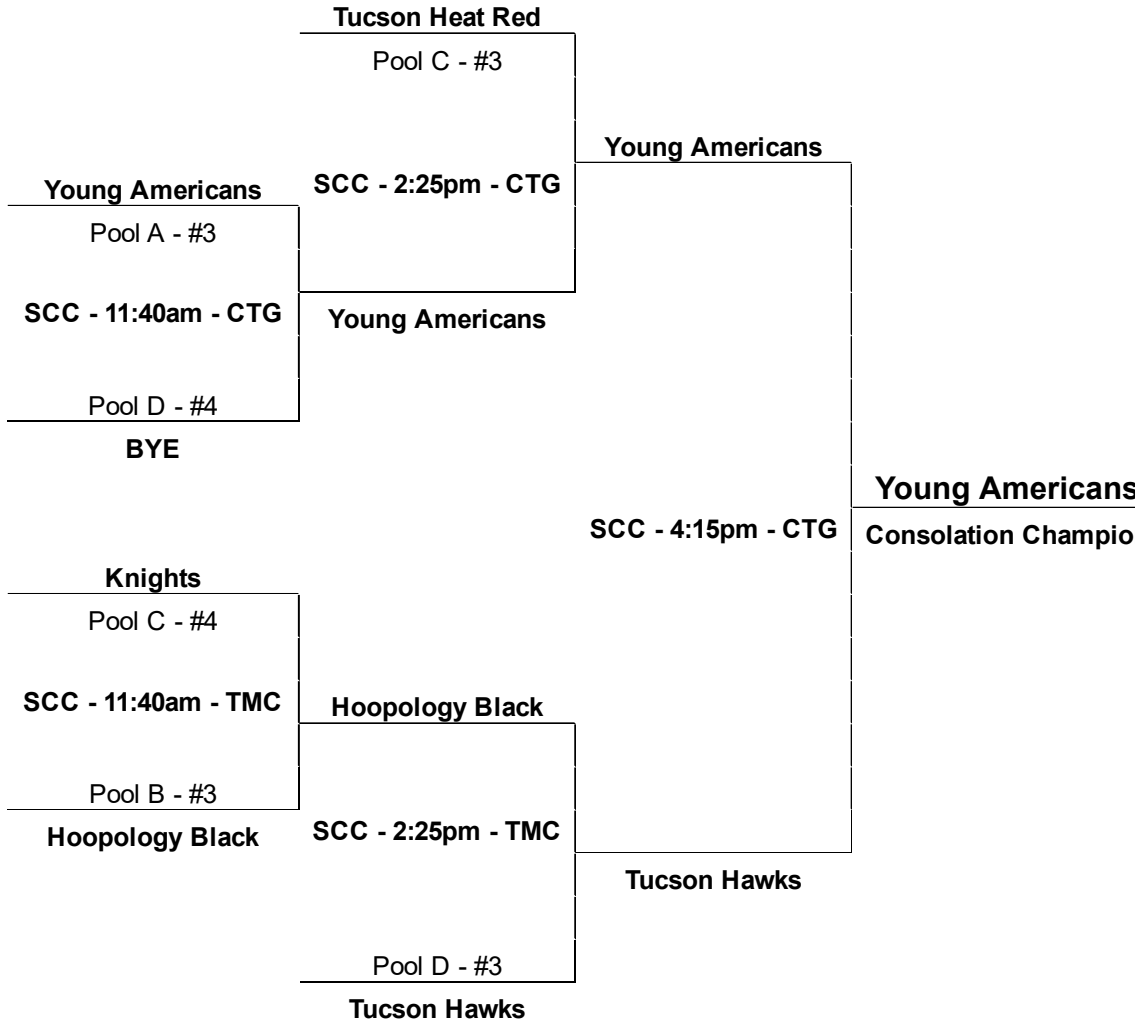 Tucson Heat Red
Pool C - #3
Young Americans
SCC - 2:25pm - CTG
Young Americans
Pool A - #3
SCC - 11:40am - CTG
Young Americans
Pool D - #4
BYE
Young Americans
SCC - 4:15pm - CTG
Consolation Champio
Knights
Pool C - #4
SCC - 11:40am - TMC
Hoopology Black
Pool B - #3
Hoopology Black
SCC - 2:25pm - TMC
Tucson Hawks
Pool D - #3
Tucson Hawks